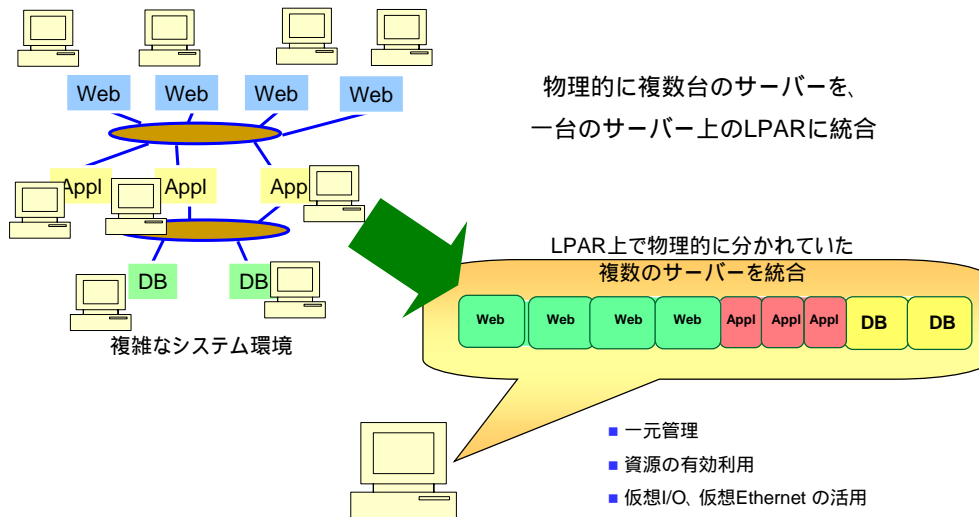 Web Web Web Web
物理的に複数台のサーバーを、
一台のサーバー上のLPARに統合
Appl Appl App
DB DB
複雑なシステム環境
LPAR上で物理的に分かれていた
複数のサーバーを統合
Web Web Web Web Appl Appl Appl DB DB
■ 一元管理
■ 資源の有効利用
■ 仮想I/O、仮想Ethernet の活用